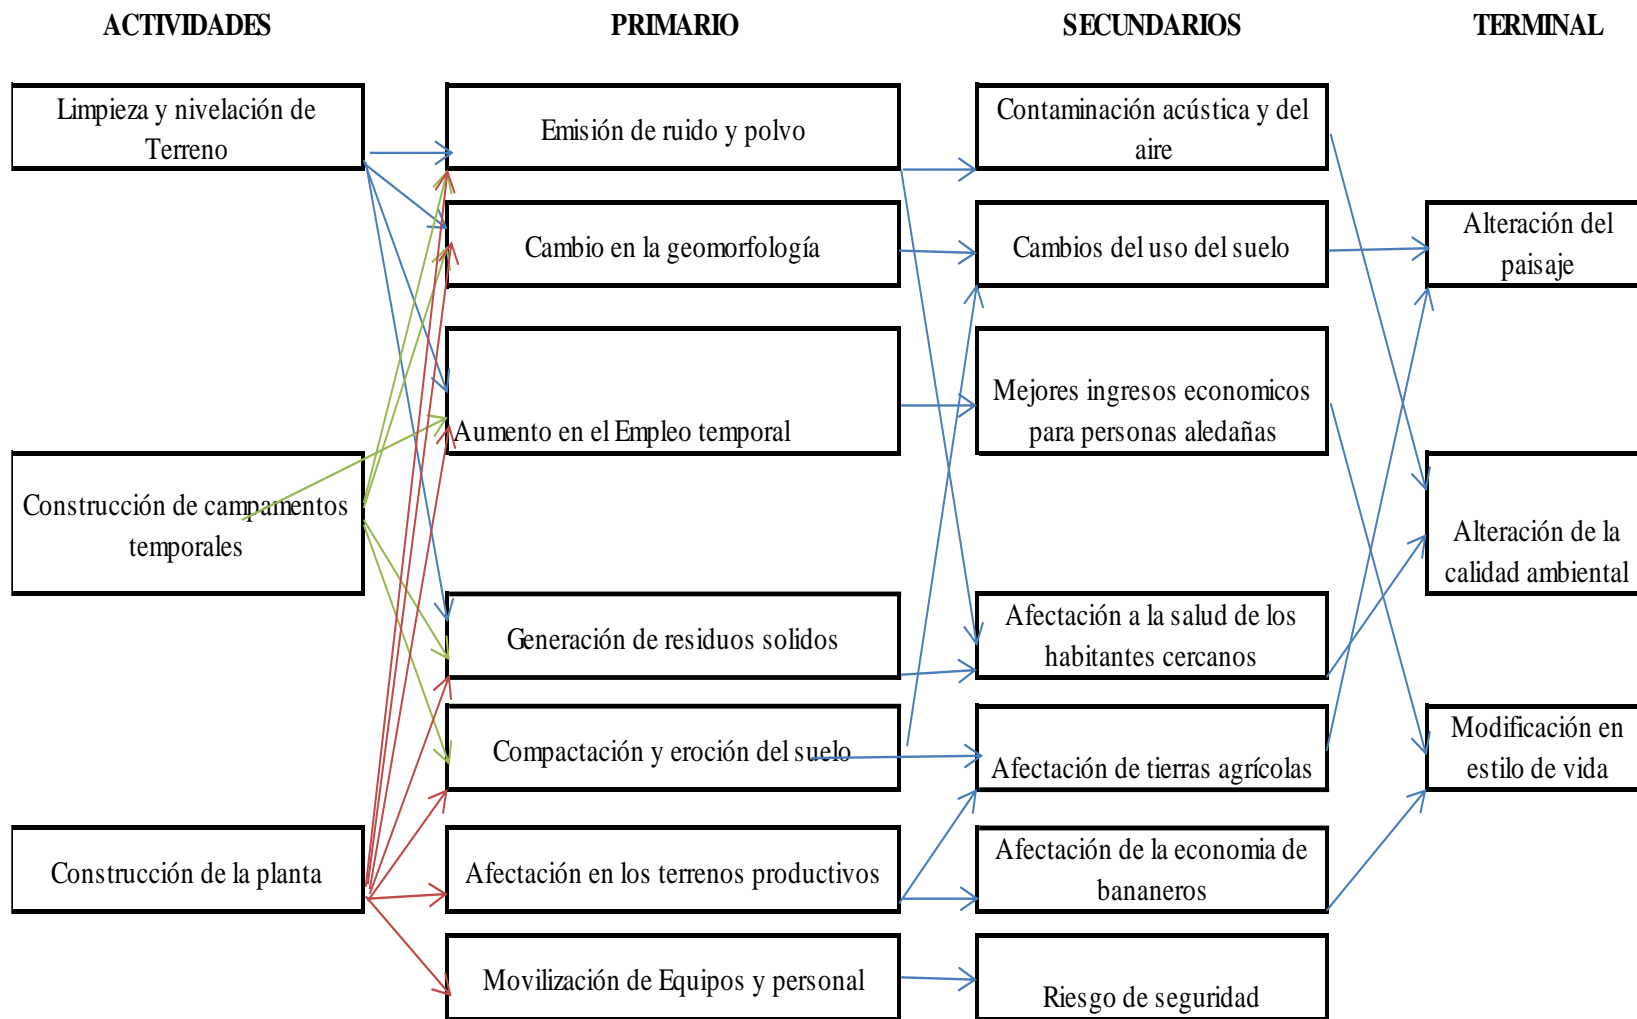 ACTIVIDADES
PRIMARIO
SECUNDARIOS
TERMINAL
Limpieza y nivelación de
Terreno
Construcción de campamentos
temporales
Construcción de la planta
Emisión de ruido y polvo
Cambio en la geomorfología
Aumento en el Empleo temporal
Generación de residuos solidos
Compactación y eroción del suelo
Afectación en los terrenos productivos
Movilización de Equipos y personal
Contaminación acústica y del
aire
Cambios del uso del suelo
Mejores ingresos economicos
para personas aledañas
Afectación a la salud de los
habitantes cercanos
Afectación de tierras agrícolas
Afectación de la economia de
bananeros
Riesgo de seguridad
Alteración del
paisaje
Alteración de la
calidad ambiental
Modificación en
estilo de vida